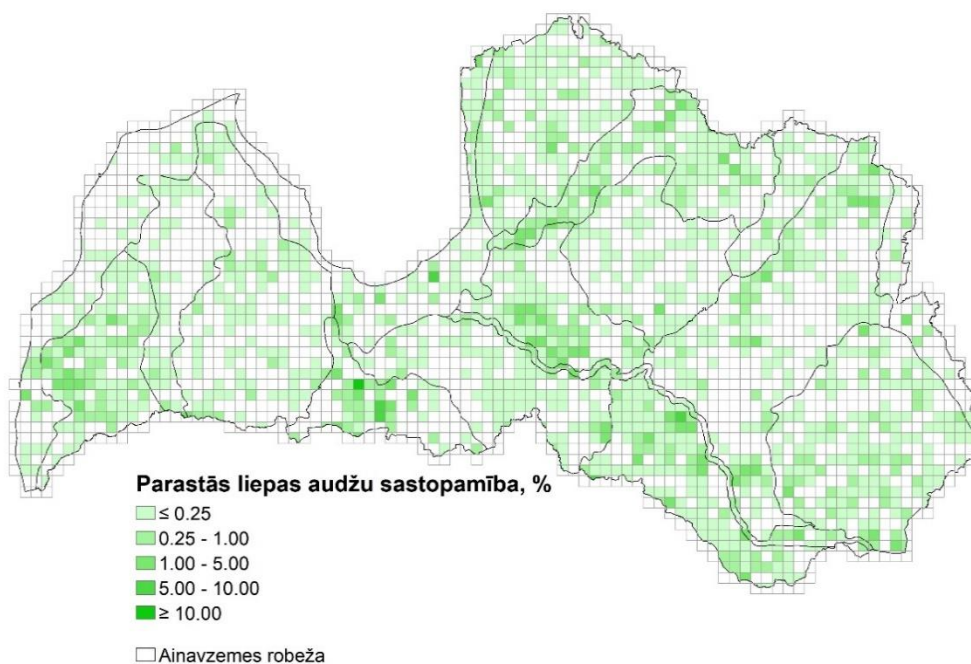 Parastās liepas audžu sastopamība, %
≤ 0.25
0.25 - 1.00
1.00 - 5.00
5.00 - 10.00
≥ 10.00
Ainavzemes robeža